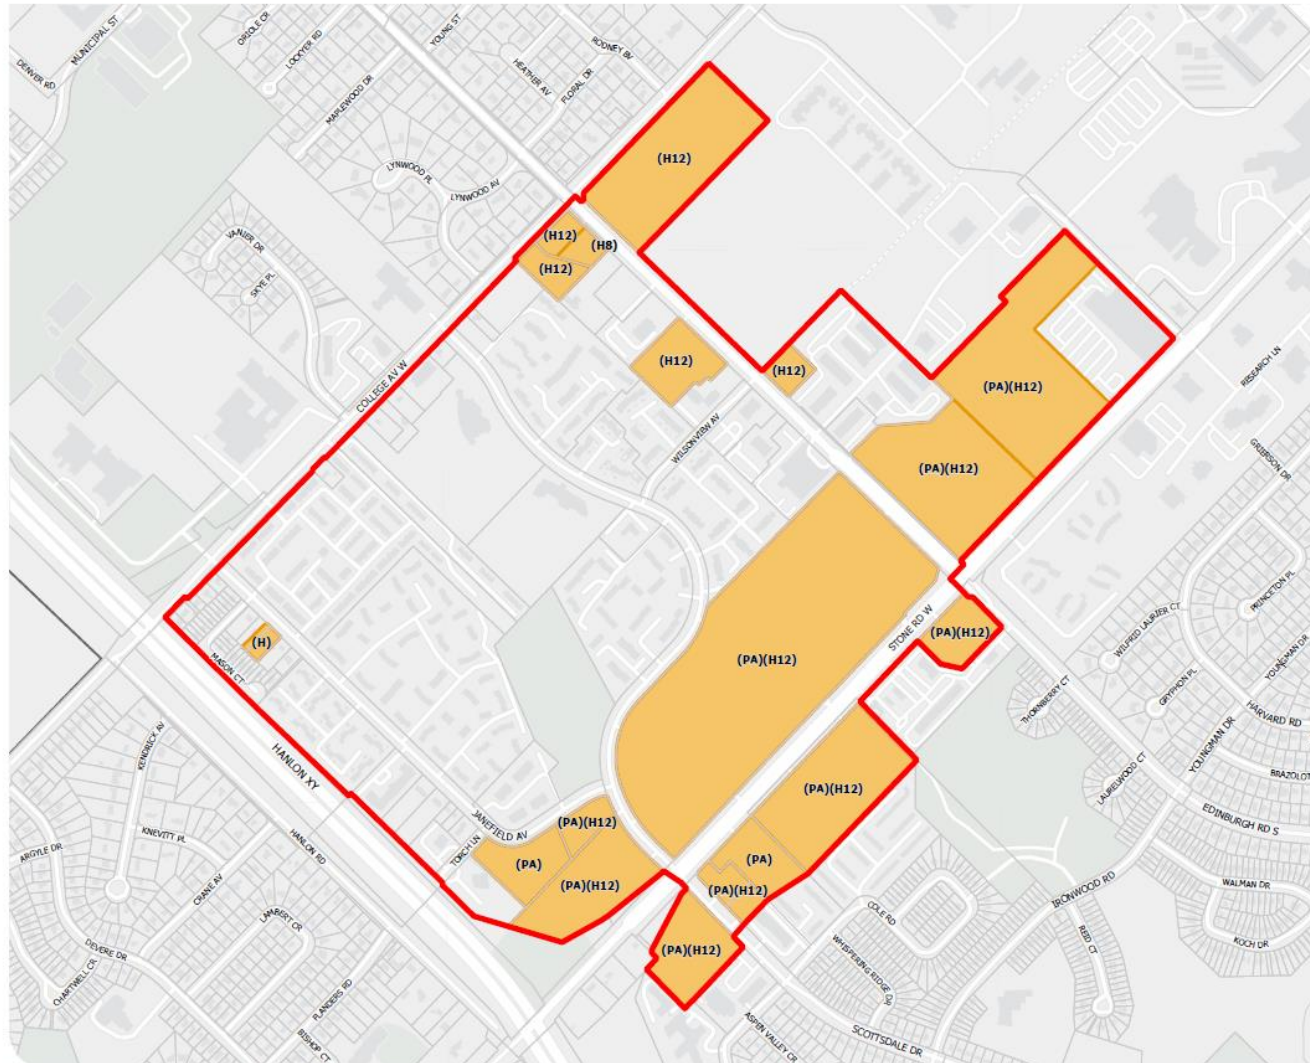 MUNICIPAL ST
DENVER RD
ORIOLE CR
LOCKYER RD
MAPLEWOOD DR
YOUNG ST
HEATHER AV
FLORAL DR
RODNEY BV
LYNWOOD PL
LYNWOOD AV
VANIER DR
SKYE PL
(H12)
(H12)
(H8)
(H12)
(H12)
(H12)
COLLEGE AV W
WILSONVIEW AV
(PA)(H12)
(PA)(H12)
RESEARCH LN
GRIERSON DR
PRINCETON PL
WILFRID LAURIER CT
YOUNGMAN DR
GRYPHON PL
THORNBERRY CT
HARVARD RD
YOUNGMAN DR
LAURELWOOD CT
BRAZOLOT
EDINBURGH RD S
STONE RD W
(PA)(H12)
(PA)(H12)
(H)
MASON CT
KENDRICK AV
HANLON XY
HANLON RD
KNEVITT PL
ARGYLE DR
CRANE AV
LAMBERT CR
DEVERE DR
CHARTWELL CR
FLANDERS RD
BISHOP CT
JANEFIELD AV
TORCH LN
(PA)(H12)
(PA)
(PA)(H12)
(PA)(H12)
(PA)
(PA)(H12)
(PA)(H12)
COLE RD
WHISPERING RIDGE DR
ASPEN VALLEY CR
SCOTTSDALE DR
IRONWOOD RD
REID CT
WALMAN DR
KOCH DR